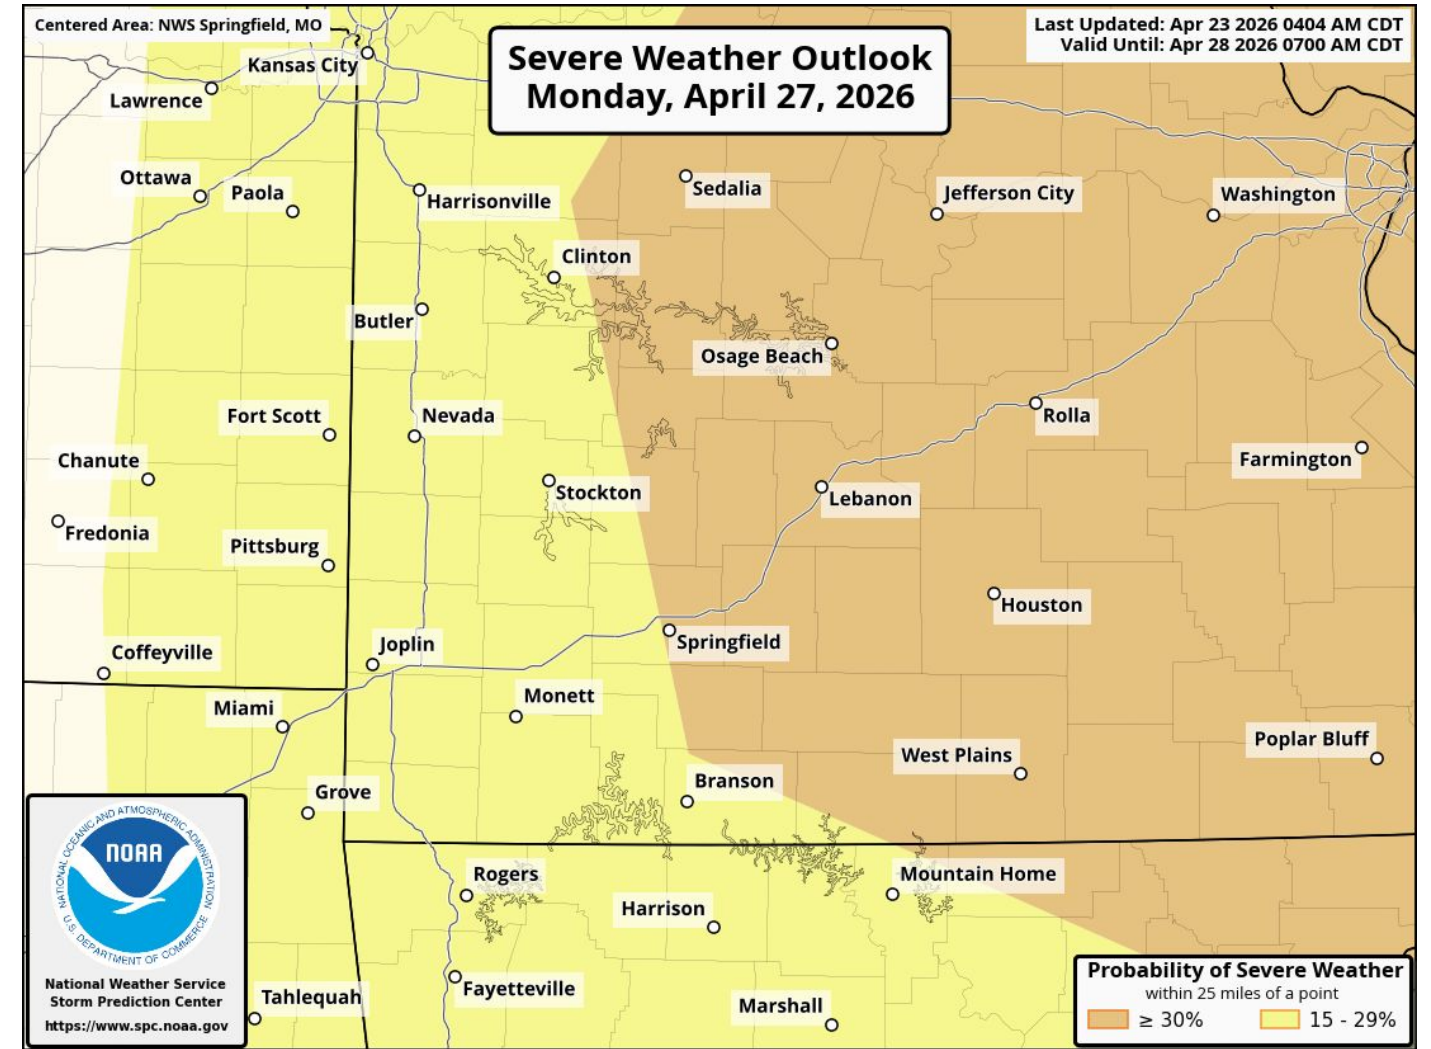 Centered Area: NWS Springfield, MO
Last Updated: Apr 23 2026 0404 AM CDT
Valid Until: Apr 28 2026 0700 AM CDT
Severe Weather Outlook
Monday, April 27, 2026
Kansas City
Lawrence
Ottawa
Paola
Harrisonville
Sedalia
Jefferson City
Washington
Clinton
Butler
Osage Beach
Fort Scott
Nevada
Rolla
Chanute
Farmington
Stockton
Lebanon
Fredonia
Pittsburg
Houston
Coffeyville
Joplin
Springfield
Miami
Monett
West Plains
Poplar Bluff
Grove
Branson
Rogers
Mountain Home
Harrison
Fayetteville
Tahlequah
Marshall
NATIONAL OCEANIC AND ATMOSPHERIC ADMINISTRATION
NOAA
U.S. DEPARTMENT OF COMMERCE
National Weather Service
Storm Prediction Center
https://www.spc.noaa.gov
Probability of Severe Weather
within 25 miles of a point
≥ 30%
15 - 29%